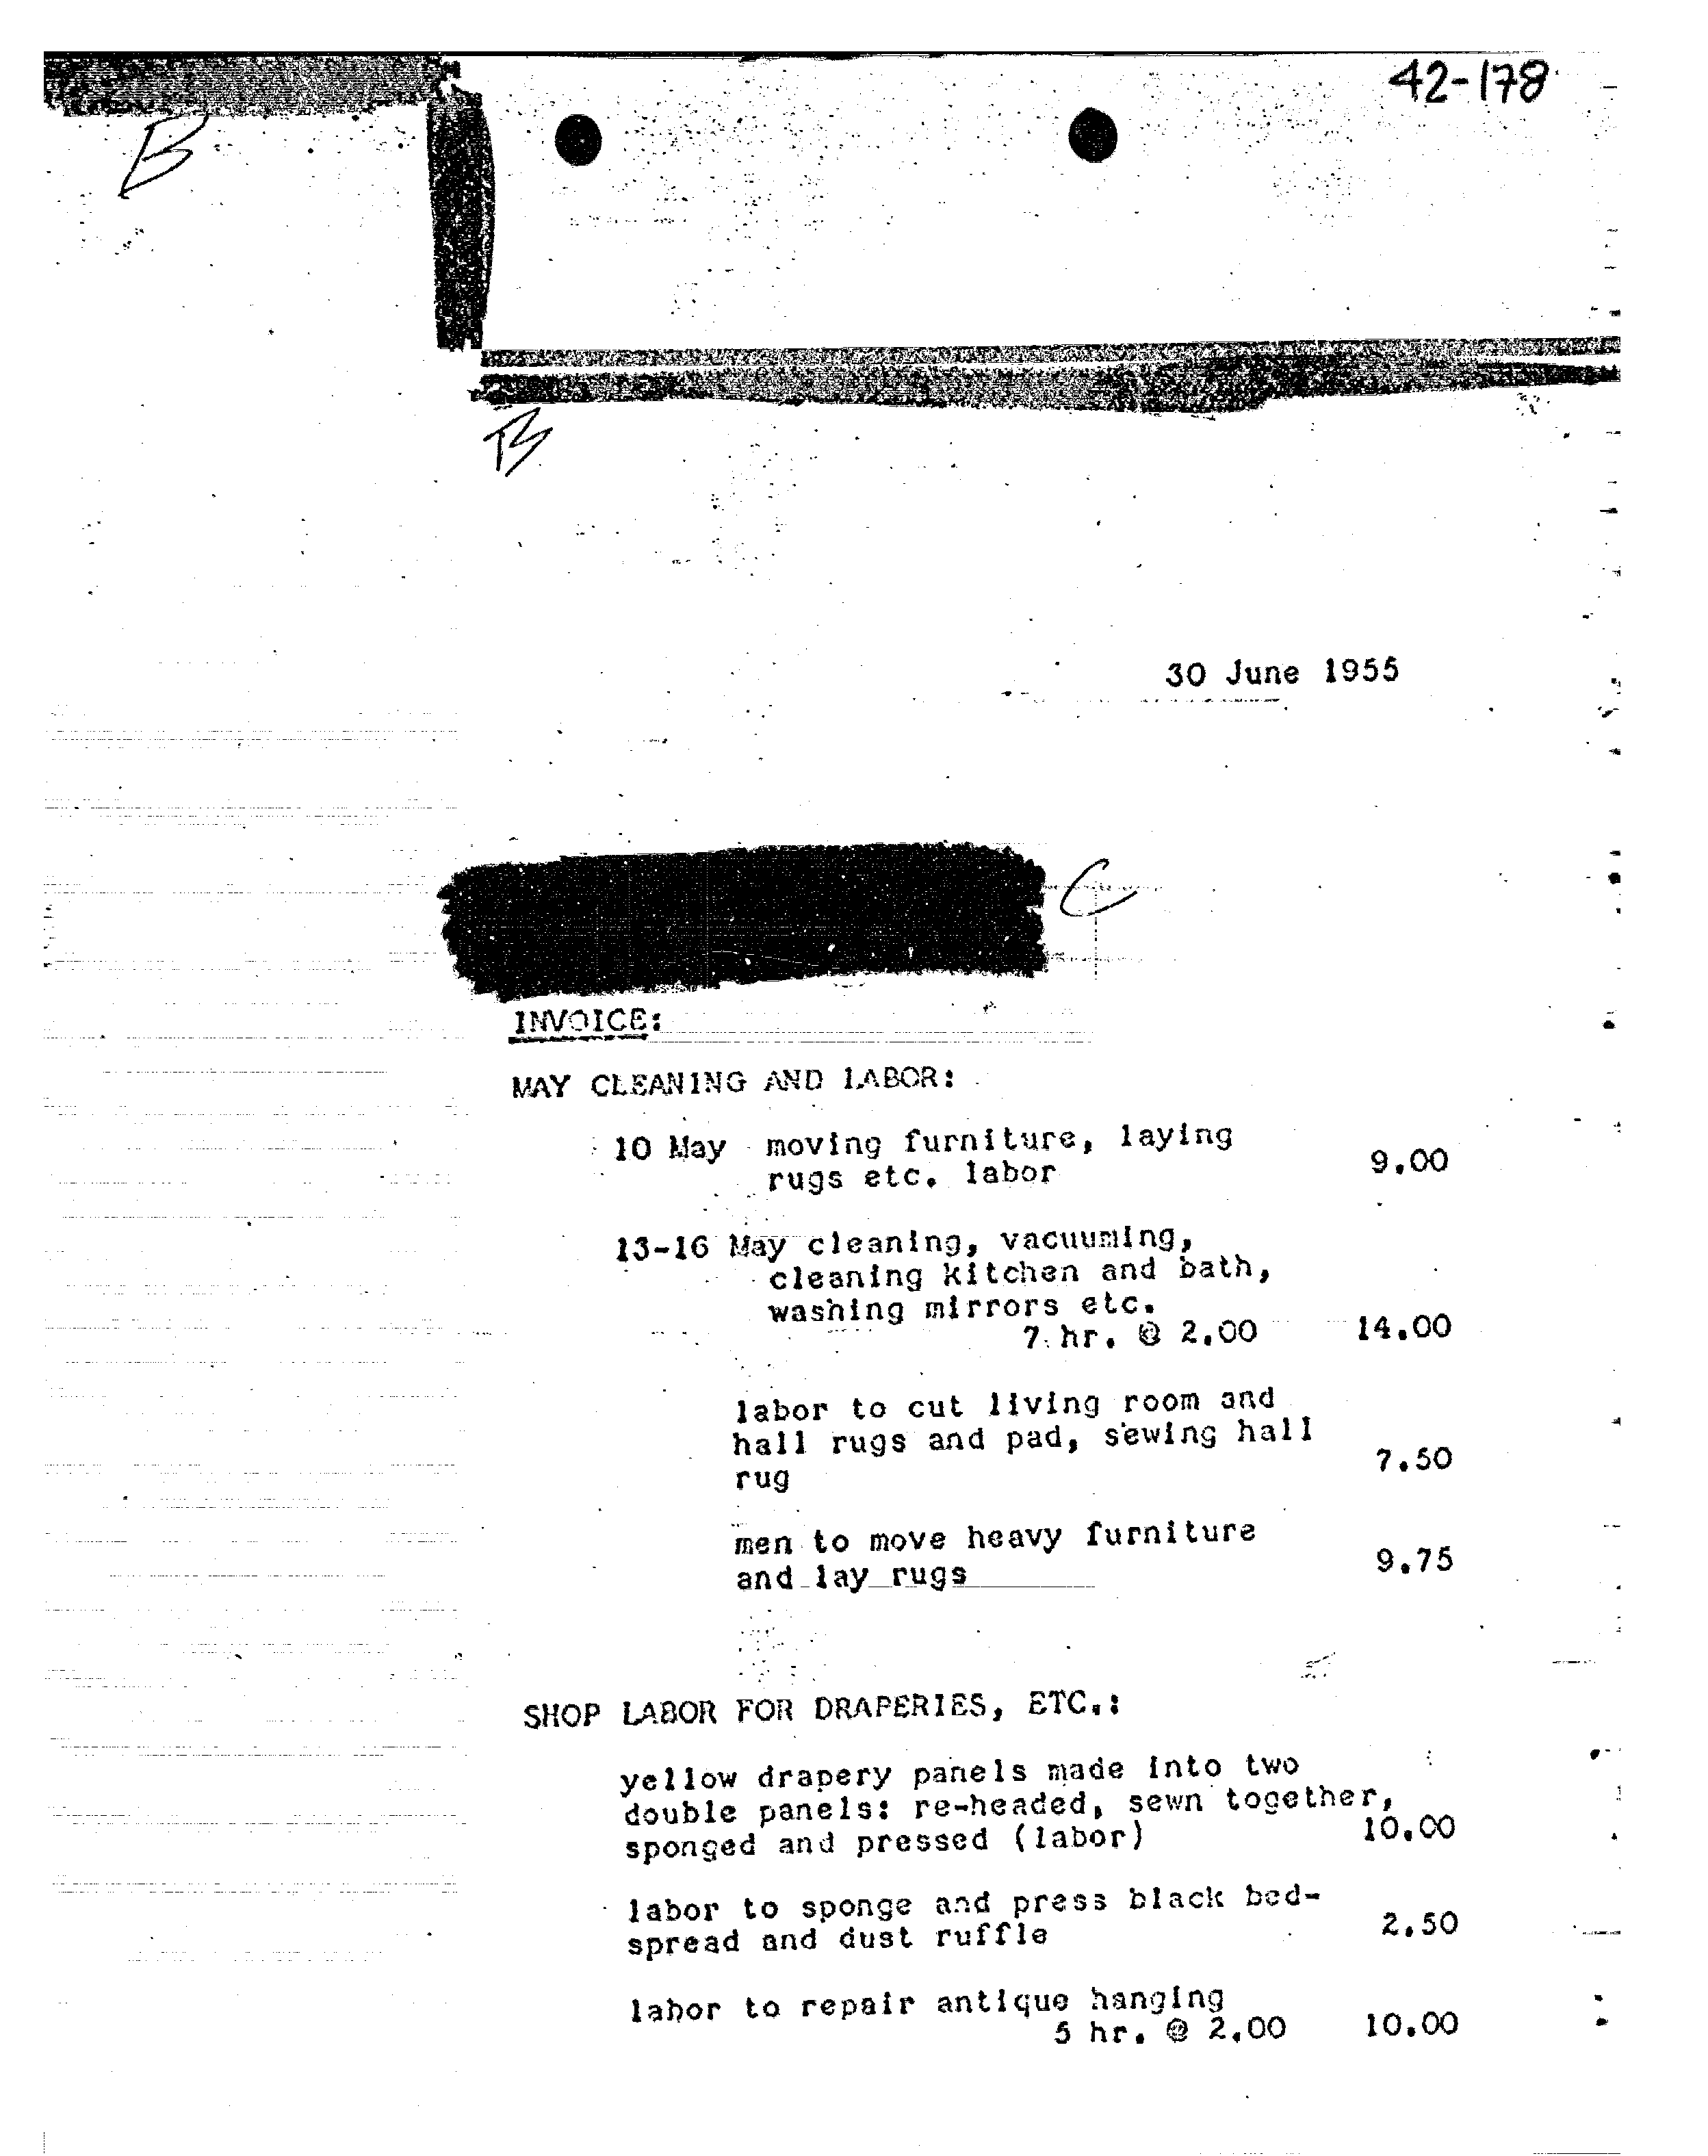 42-178
B
B
30 June 1955
C
INVOICE:
MAY CLEANING AND LABOR:
10 May moving furniture, laying
rugs etc. labor 9.00
13-16 May cleaning, vacuuming,
cleaning kitchen and bath,
washing mirrors etc.
7 hr. @ 2.00 14.00
labor to cut living room and
hall rugs and pad, sewing hall
rug 7.50
men to move heavy furniture
and lay rugs 9.75
SHOP LABOR FOR DRAPERIES, ETC.:
yellow drapery panels made into two
double panels: re-headed, sewn together,
sponged and pressed (labor) 10.00
labor to sponge and press black bed-
spread and dust ruffle 2.50
labor to repair antique hanging
5 hr. @ 2.00 10.00